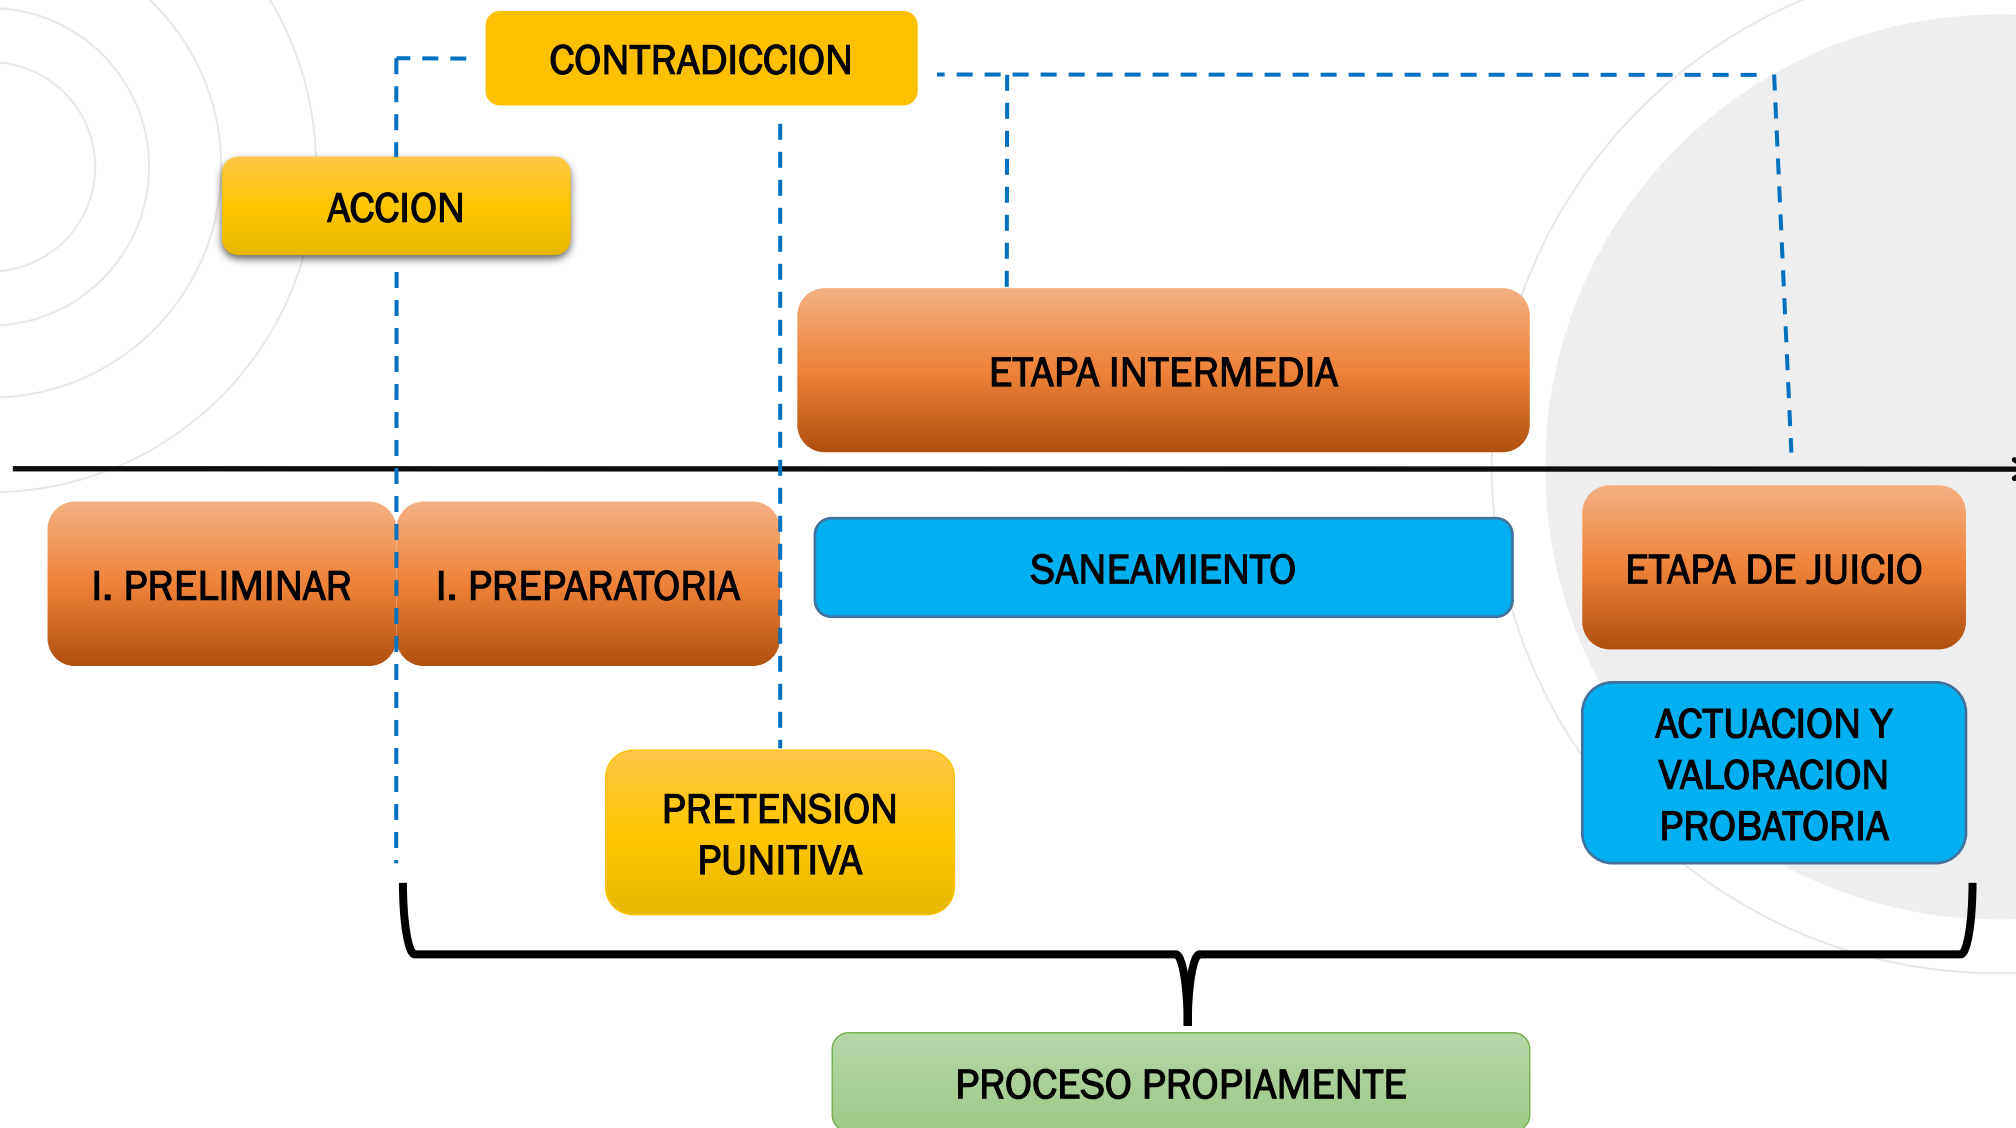 CONTRADICCION
ACCION
ETAPA INTERMEDIA
I. PRELIMINAR
I. PREPARATORIA
SANEAMIENTO
ETAPA DE JUICIO
PRETENSION
PUNITIVA
ACTUACION Y
VALORACION
PROBATORIA
PROCESO PROPIAMENTE